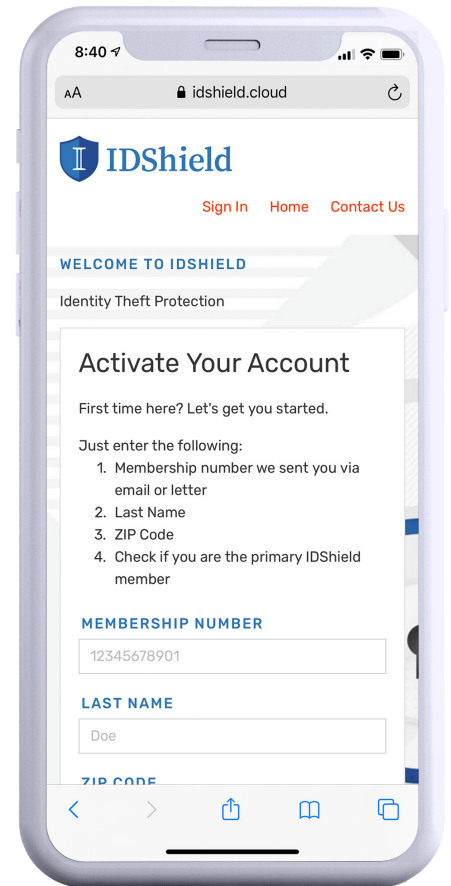 8:40
AA idshield.cloud
IDShield
Sign In Home Contact Us
WELCOME TO IDSHIELD
Identity Theft Protection
Activate Your Account
First time here? Let's get you started.
Just enter the following:
1. Membership number we sent you via
email or letter
2. Last Name
3. ZIP Code
4. Check if you are the primary IDShield
member
MEMBERSHIP NUMBER
12345678901
LAST NAME
Doe
ZIP CODE